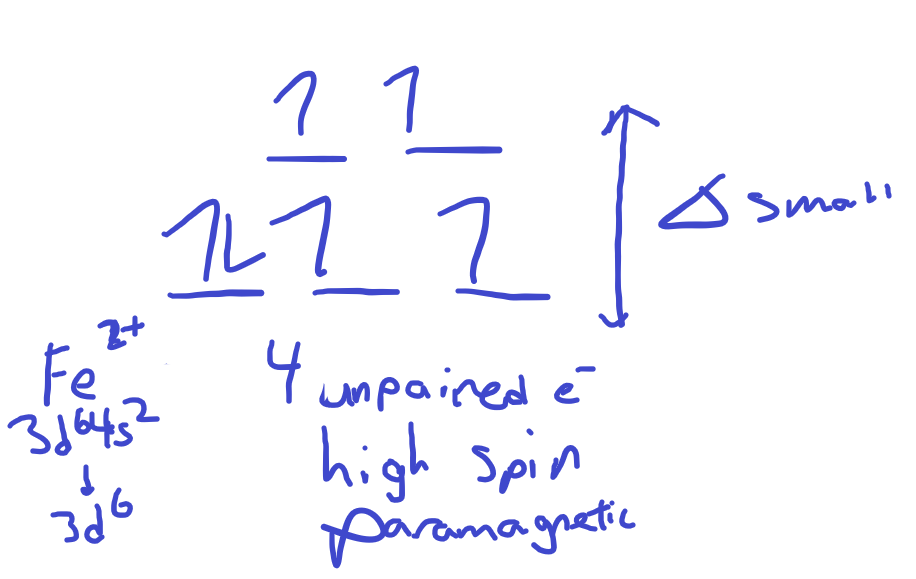 Δ small
Fe²⁺
3d⁶4s²
↓
3d⁶
4 unpaired e⁻
high spin
paramagnetic